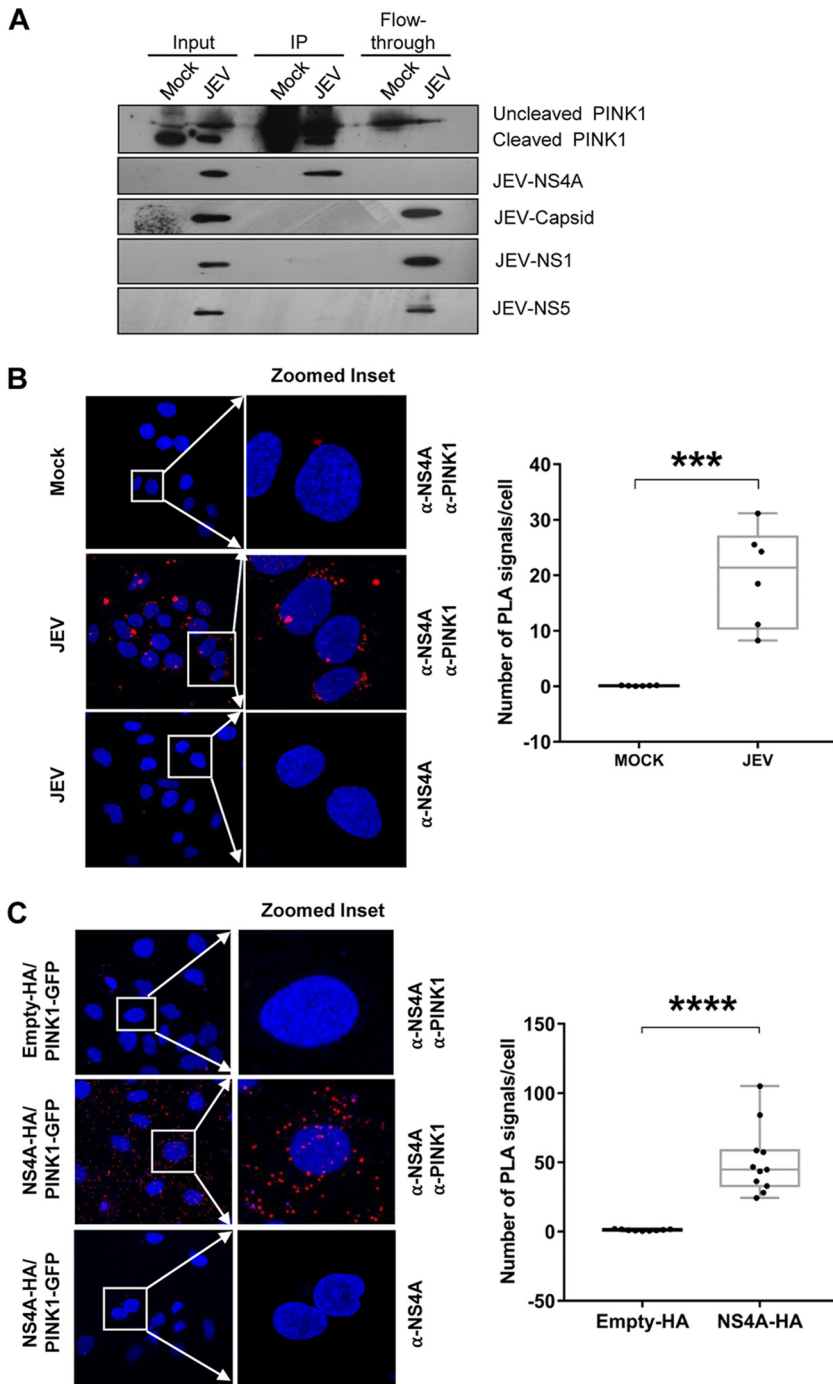 A
Input
IP
Flow-
through
Mock
JEV
Mock
JEV
Mock
JEV
Uncleaved PINK1
Cleaved PINK1
JEV-NS4A
JEV-Capsid
JEV-NS1
JEV-NS5
B
Zoomed Inset
Mock
α-NS4A
α-PINK1
JEV
α-NS4A
α-PINK1
JEV
α-NS4A
Number of PLA signals/cell
40
30
20
10
0
-10
***
MOCK
JEV
C
Zoomed Inset
Empty-HA/
PINK1-GFP
α-NS4A
α-PINK1
NS4A-HA/
PINK1-GFP
α-NS4A
α-PINK1
NS4A-HA/
PINK1-GFP
α-NS4A
Number of PLA signals/cell
150
100
50
0
-50
****
Empty-HA
NS4A-HA